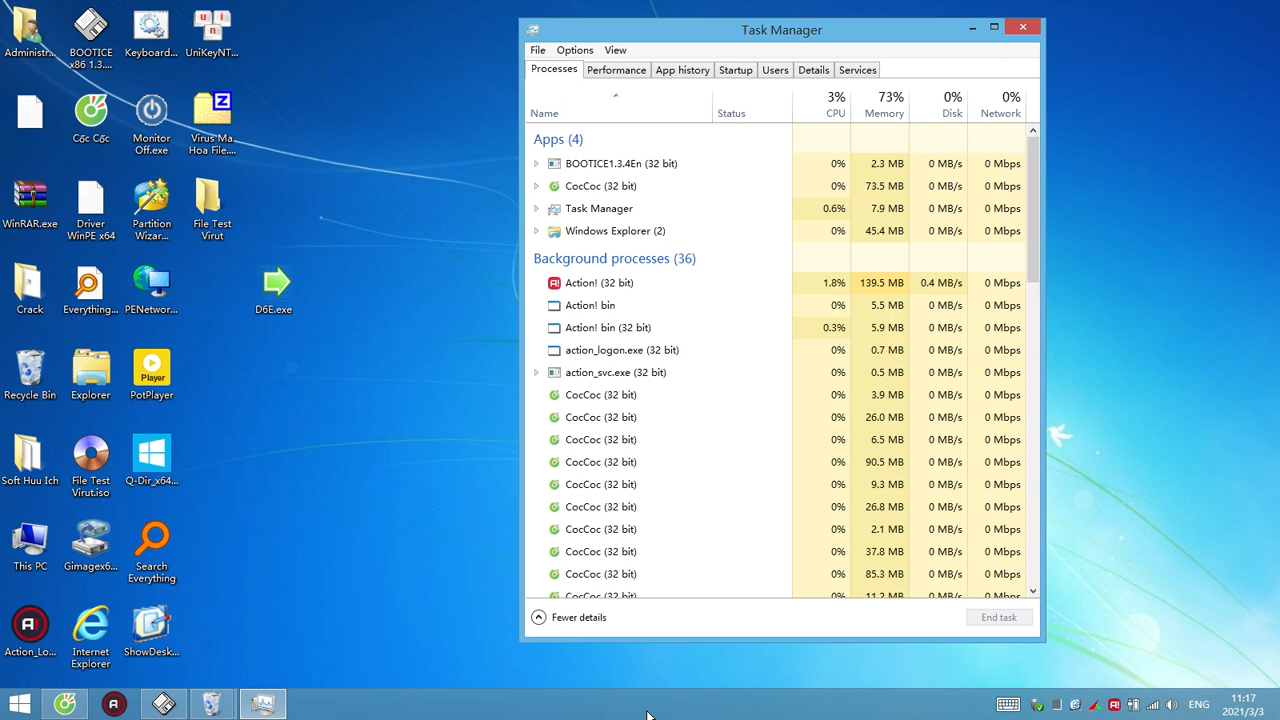 Administr...
BOOTICE
x86 1.3....
Keyboard...
UniKeyNT...
Cốc Cốc
Monitor
Off.exe
Virus Ma
Hoa File....
WinRAR.exe
Driver
WinPE x64
Partition
Wizar...
File Test
Virut
Crack
Everything...
PENetwor...
D6E.exe
Recycle Bin
Explorer
Player
PotPlayer
Soft Huu Ich
File Test
Virut.iso
Q-Dir_x64...
This PC
Gimagex6...
Search
Everything
Action_Lo...
Internet
Explorer
ShowDesk...
Task Manager
File Options View
Processes Performance App history Startup Users Details Services
3% 73% 0% 0%
Name Status CPU Memory Disk Network
Apps (4)
BOOTICE1.3.4En (32 bit) 0% 2.3 MB 0 MB/s 0 Mbps
CocCoc (32 bit) 0% 73.5 MB 0 MB/s 0 Mbps
Task Manager 0.6% 7.9 MB 0 MB/s 0 Mbps
Windows Explorer (2) 0% 45.4 MB 0 MB/s 0 Mbps
Background processes (36)
Action! (32 bit) 1.8% 139.5 MB 0.4 MB/s 0 Mbps
Action! bin 0% 5.5 MB 0 MB/s 0 Mbps
Action! bin (32 bit) 0.3% 5.9 MB 0 MB/s 0 Mbps
action_logon.exe (32 bit) 0% 0.7 MB 0 MB/s 0 Mbps
action_svc.exe (32 bit) 0% 0.5 MB 0 MB/s 0 Mbps
CocCoc (32 bit) 0% 3.9 MB 0 MB/s 0 Mbps
CocCoc (32 bit) 0% 26.0 MB 0 MB/s 0 Mbps
CocCoc (32 bit) 0% 6.5 MB 0 MB/s 0 Mbps
CocCoc (32 bit) 0% 90.5 MB 0 MB/s 0 Mbps
CocCoc (32 bit) 0% 9.3 MB 0 MB/s 0 Mbps
CocCoc (32 bit) 0% 26.8 MB 0 MB/s 0 Mbps
CocCoc (32 bit) 0% 2.1 MB 0 MB/s 0 Mbps
CocCoc (32 bit) 0% 37.8 MB 0 MB/s 0 Mbps
CocCoc (32 bit) 0% 85.3 MB 0 MB/s 0 Mbps
CocCoc (32 bit) 0% 11.2 MB 0 MB/s 0 Mbps
Fewer details End task
ENG
11:17
2021/3/3